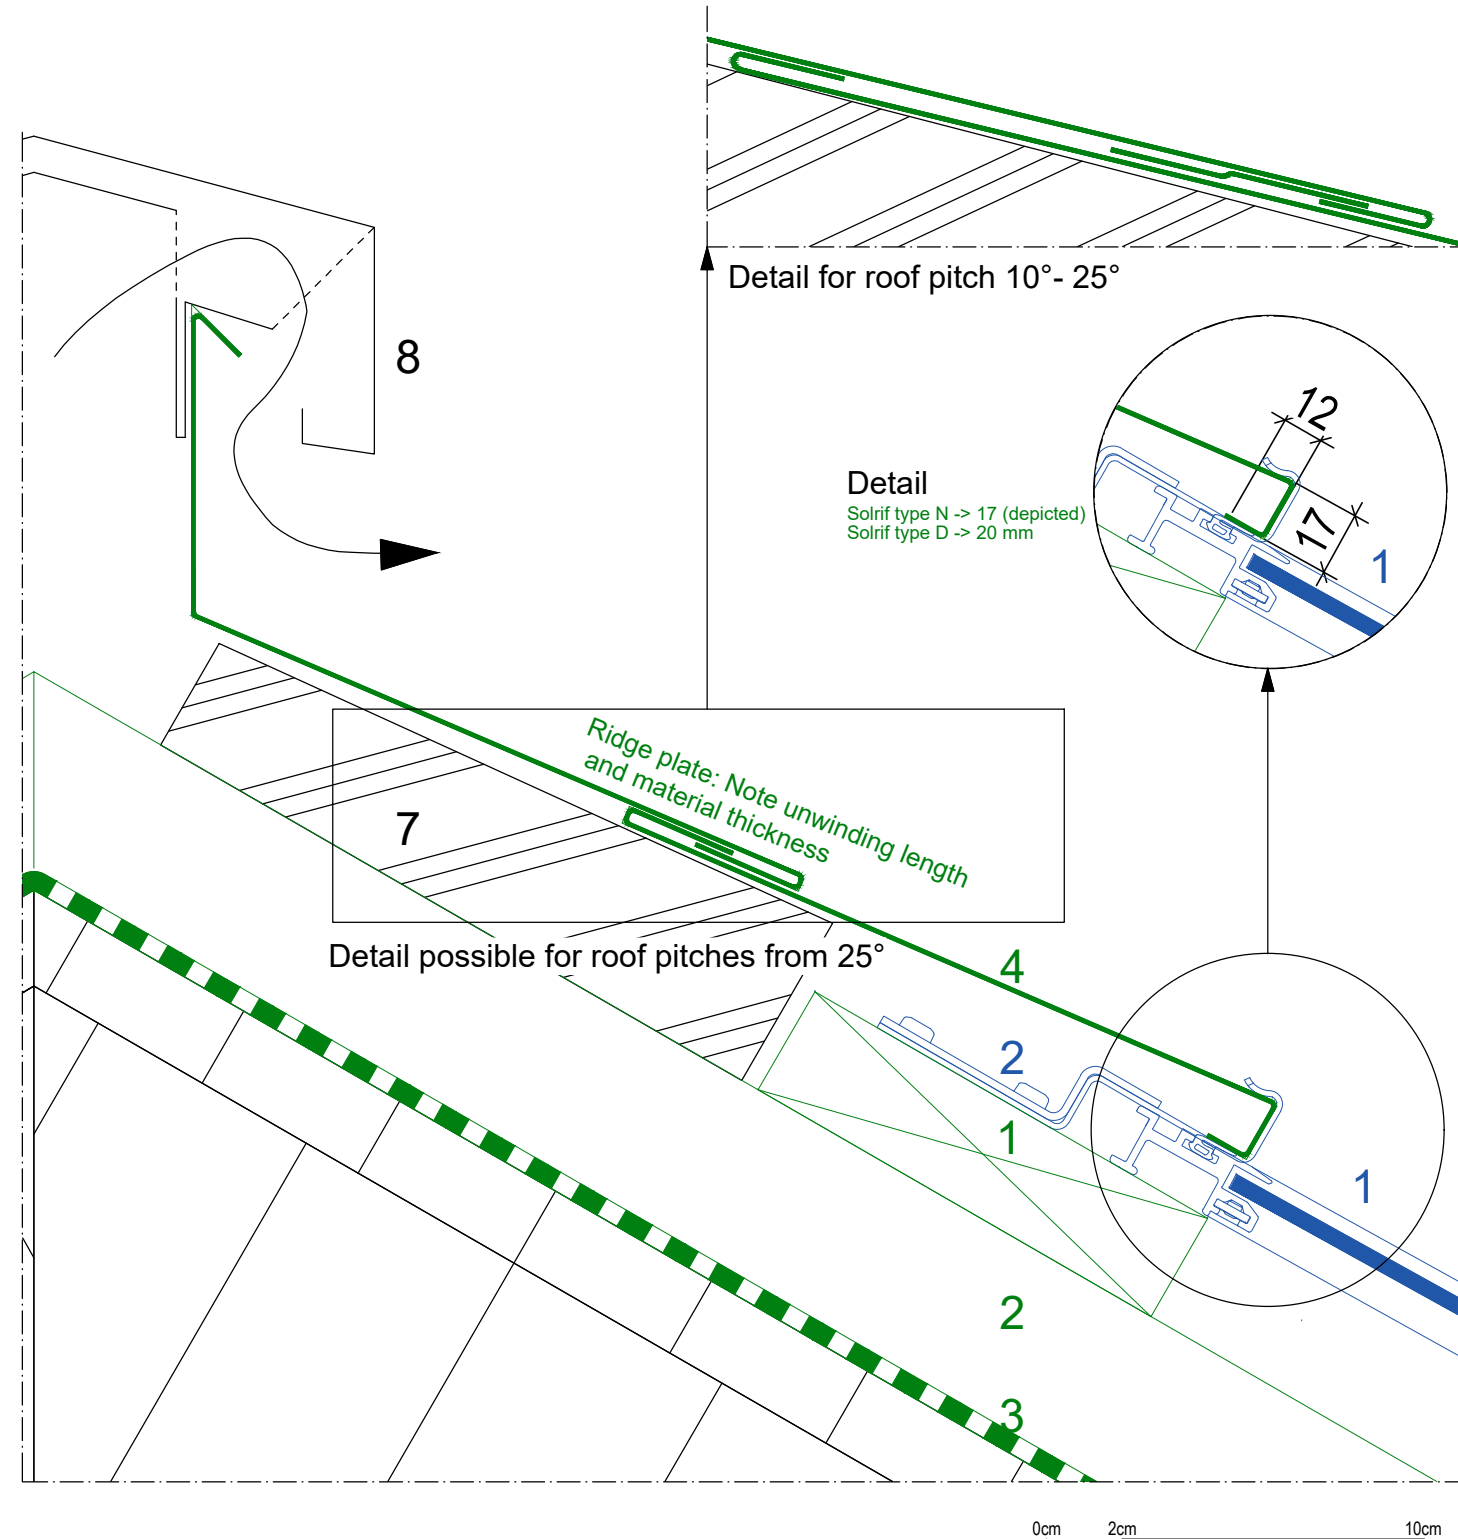 Detail for roof pitch 10°- 25°
8
12
Detail
Solrif type N -> 17 (depicted)
Solrif type D -> 20 mm
17
1
Ridge plate: Note unwinding length
and material thickness
7
Detail possible for roof pitches from 25°
4
2
1
1
2
3
0cm 2cm 10cm